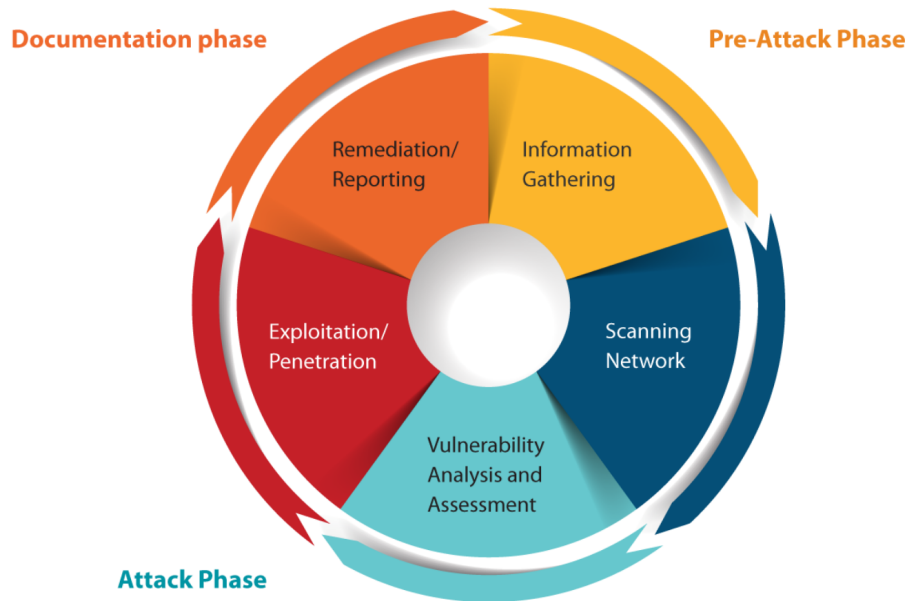 Documentation phase
Pre-Attack Phase
Remediation/
Reporting
Information
Gathering
Exploitation/
Penetration
Scanning
Network
Vulnerability
Analysis and
Assessment
Attack Phase